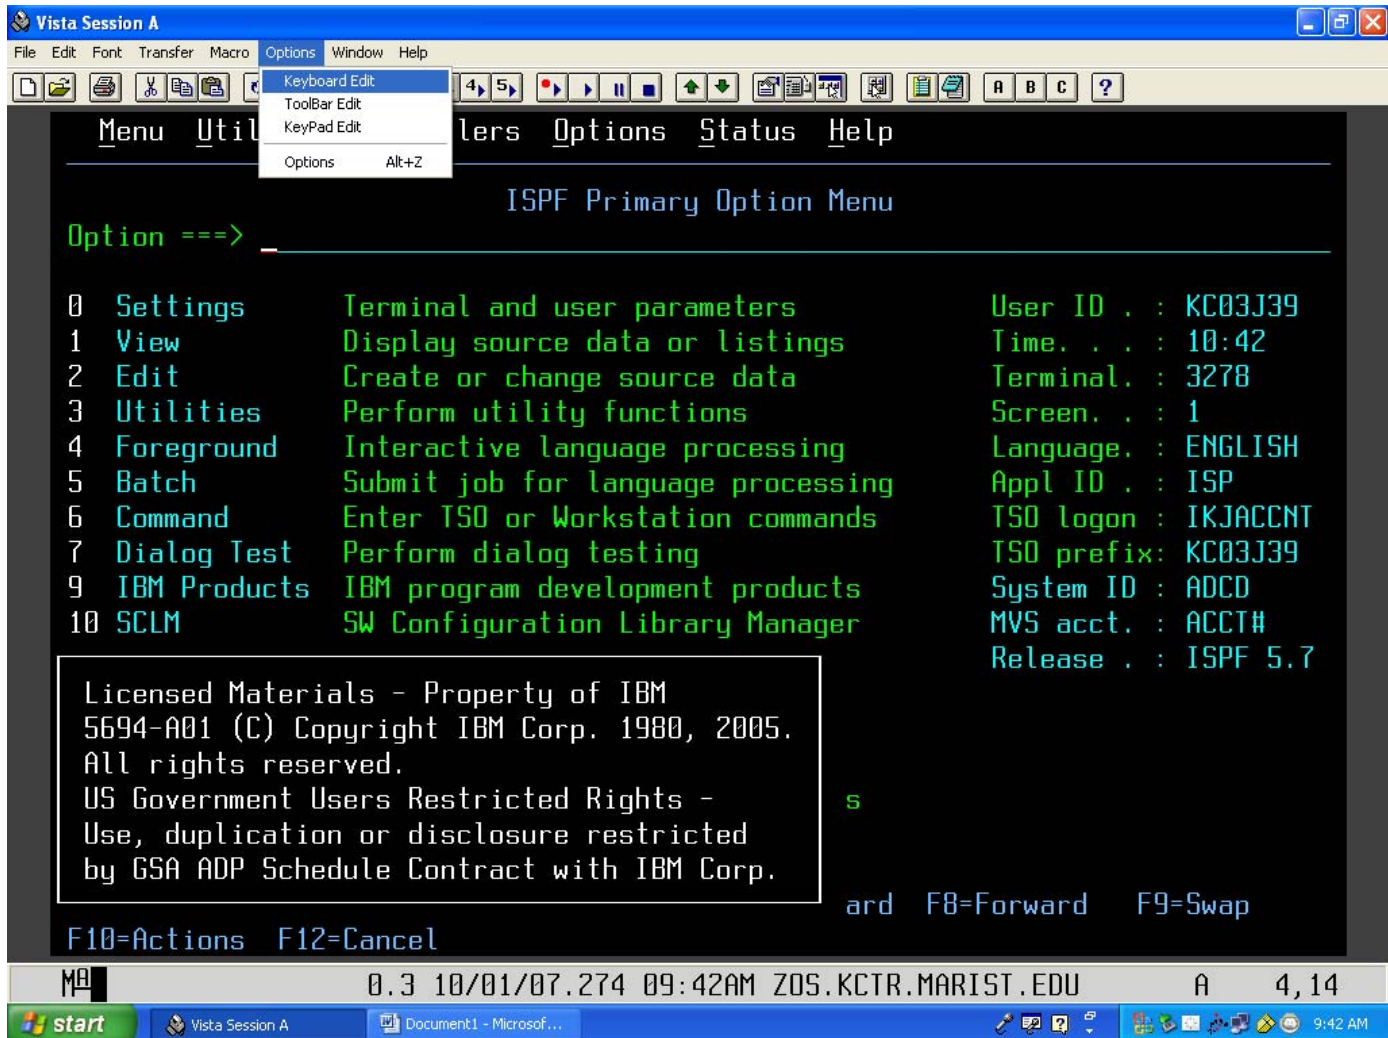 Vista Session A
File Edit Font Transfer Macro Options Window Help
Keyboard Edit
ToolBar Edit
KeyPad Edit
Options Alt+Z
4 5 A B C ?
Menu Util lers Options Status Help
ISPF Primary Option Menu
Option ===> _
0 Settings Terminal and user parameters User ID . : KC03J39
1 View Display source data or listings Time. . . : 10:42
2 Edit Create or change source data Terminal. : 3278
3 Utilities Perform utility functions Screen. . : 1
4 Foreground Interactive language processing Language. : ENGLISH
5 Batch Submit job for language processing Appl ID . : ISP
6 Command Enter TSO or Workstation commands TSO logon : IKJACCNT
7 Dialog Test Perform dialog testing TSO prefix: KC03J39
9 IBM Products IBM program development products System ID : ADCD
10 SCLM SW Configuration Library Manager MVS acct. : ACCT#
Release . : ISPF 5.7
Licensed Materials - Property of IBM
5694-A01 (C) Copyright IBM Corp. 1980, 2005.
All rights reserved.
US Government Users Restricted Rights - s
Use, duplication or disclosure restricted
by GSA ADP Schedule Contract with IBM Corp.
ard F8=Forward F9=Swap
F10=Actions F12=Cancel
MA 0.3 10/01/07.274 09:42AM ZOS.KCTR.MARIST.EDU A 4,14
start Vista Session A Document1 - Microsof... 9:42 AM